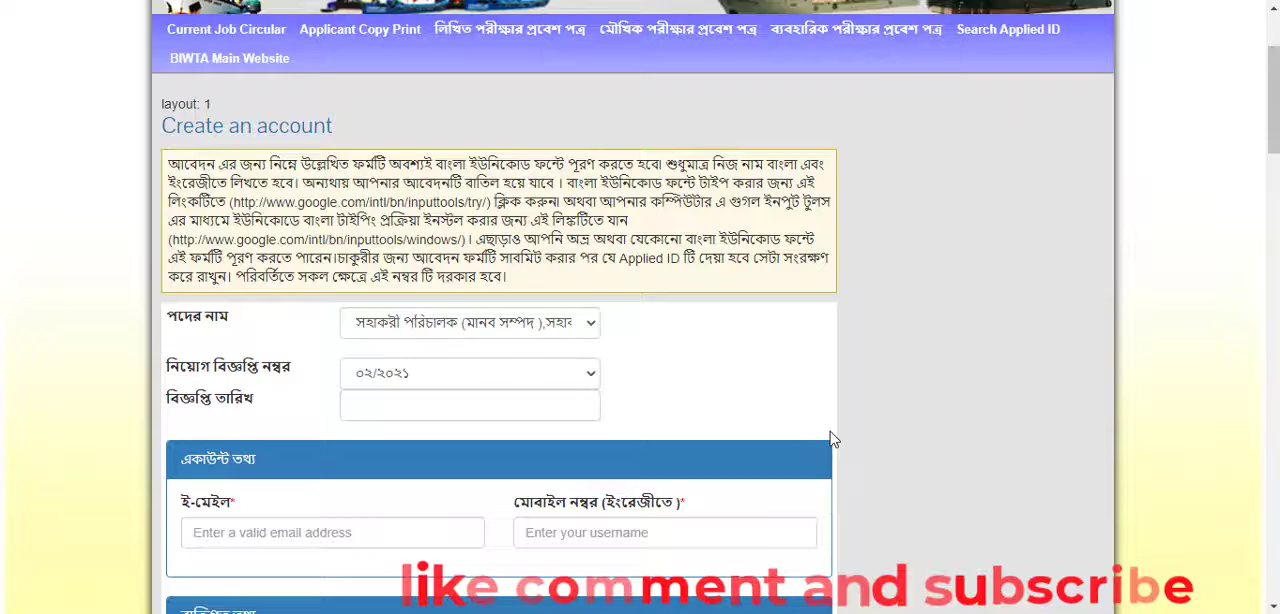 Current Job Circular Applicant Copy Print লিখিত পরীক্ষার প্রবেশ পত্র মৌখিক পরীক্ষার প্রবেশ পত্র ব্যবহারিক পরীক্ষার প্রবেশ পত্র Search Applied ID
BIWTA Main Website
layout: 1
Create an account
আবেদন এর জন্য নিম্নে উল্লেখিত ফর্মটি অবশ্যই বাংলা ইউনিকোড ফন্টে পূরণ করতে হবে। শুধুমাত্র নিজ নাম বাংলা এবং
ইংরেজীতে লিখতে হবে। অন্যথায় আপনার আবেদনটি বাতিল হয়ে যাবে । বাংলা ইউনিকোড ফন্টে টাইপ করার জন্য এই
লিংকটিতে (http://www.google.com/intl/bn/inputtools/try/) ক্লিক করুন। অথবা আপনার কম্পিউটার এ গুগল ইনপুট টুলস
এর মাধ্যমে ইউনিকোডে বাংলা টাইপিং প্রক্রিয়া ইনস্টল করার জন্য এই লিঙ্কটিতে যান
(http://www.google.com/intl/bn/inputtools/windows/) । এছাড়াও আপনি অভ্র অথবা যেকোনো বাংলা ইউনিকোড ফন্টে
এই ফর্মটি পূরণ করতে পারেন।চাকুরীর জন্য আবেদন ফর্মটি সাবমিট করার পর যে Applied ID টি দেয়া হবে সেটা সংরক্ষণ
করে রাখুন। পরিবর্তিতে সকল ক্ষেত্রে এই নম্বর টি দরকার হবে।
পদের নাম সহাকরী পরিচালক (মানব সম্পদ ),সহাব
নিয়োগ বিজ্ঞপ্তি নম্বর ০২/২০২১
বিজ্ঞপ্তি তারিখ
একাউন্ট তথ্য
ই-মেইল* মোবাইল নম্বর (ইংরেজীতে )*
Enter a valid email address Enter your username
like comment and subscribe